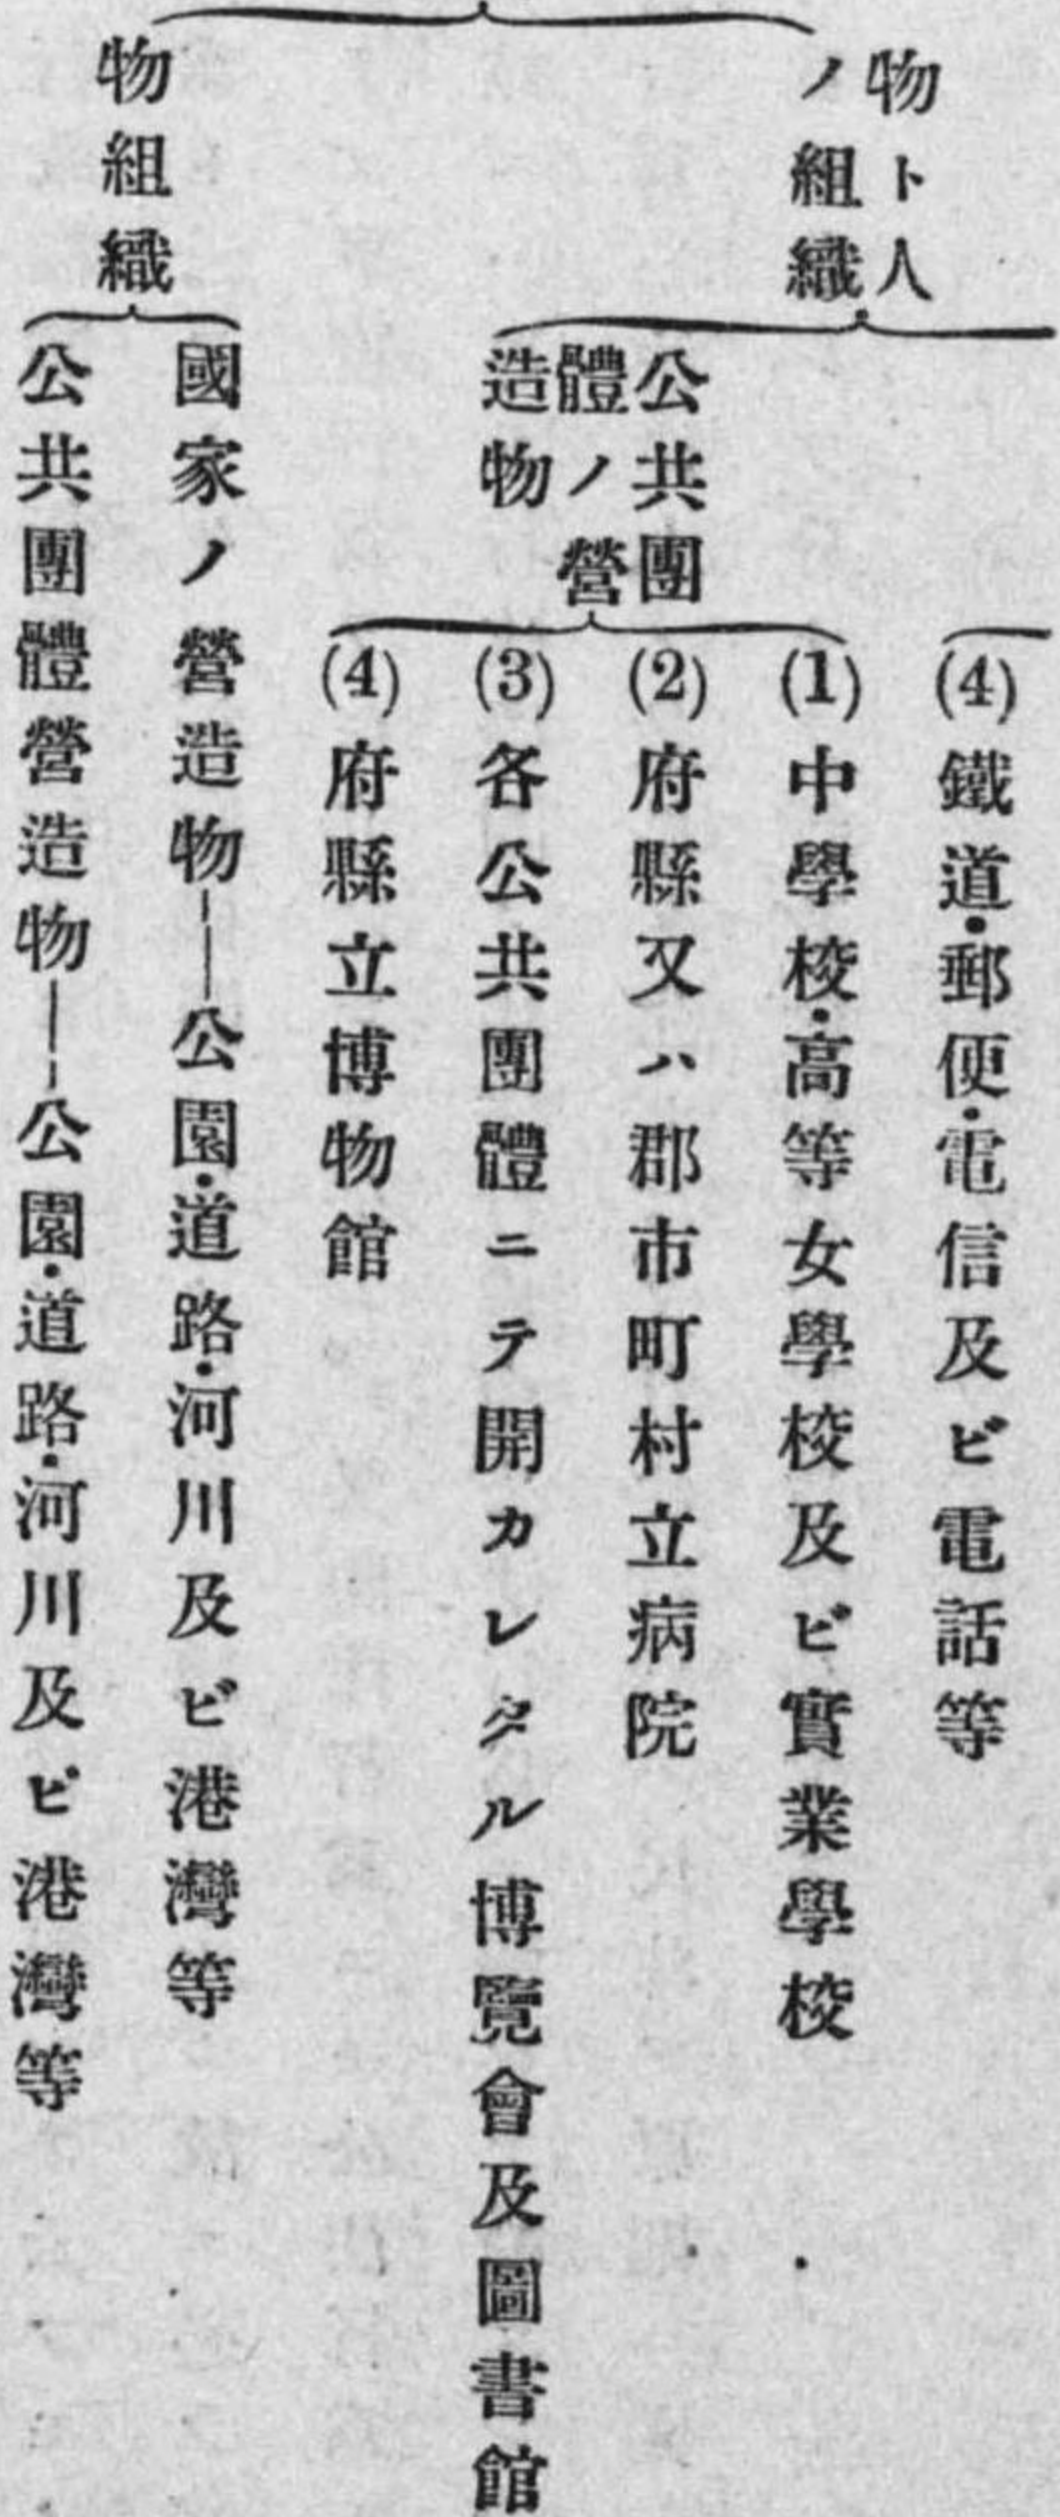 物ト人
ノ組織
(4)鐵道・郵便・電信及ビ電話等
公共團
體ノ營
造物
(1)中學校・高等女學校及ビ實業學校
(2)府縣又ハ郡市町村立病院
(3)各公共團體ニテ開カレタル博覽會及圖書館
(4)府縣立博物館
物組織
國家ノ營造物——公園・道路・河川及ビ港灣等
公共團體營造物——公園・道路・河川及ビ港灣等